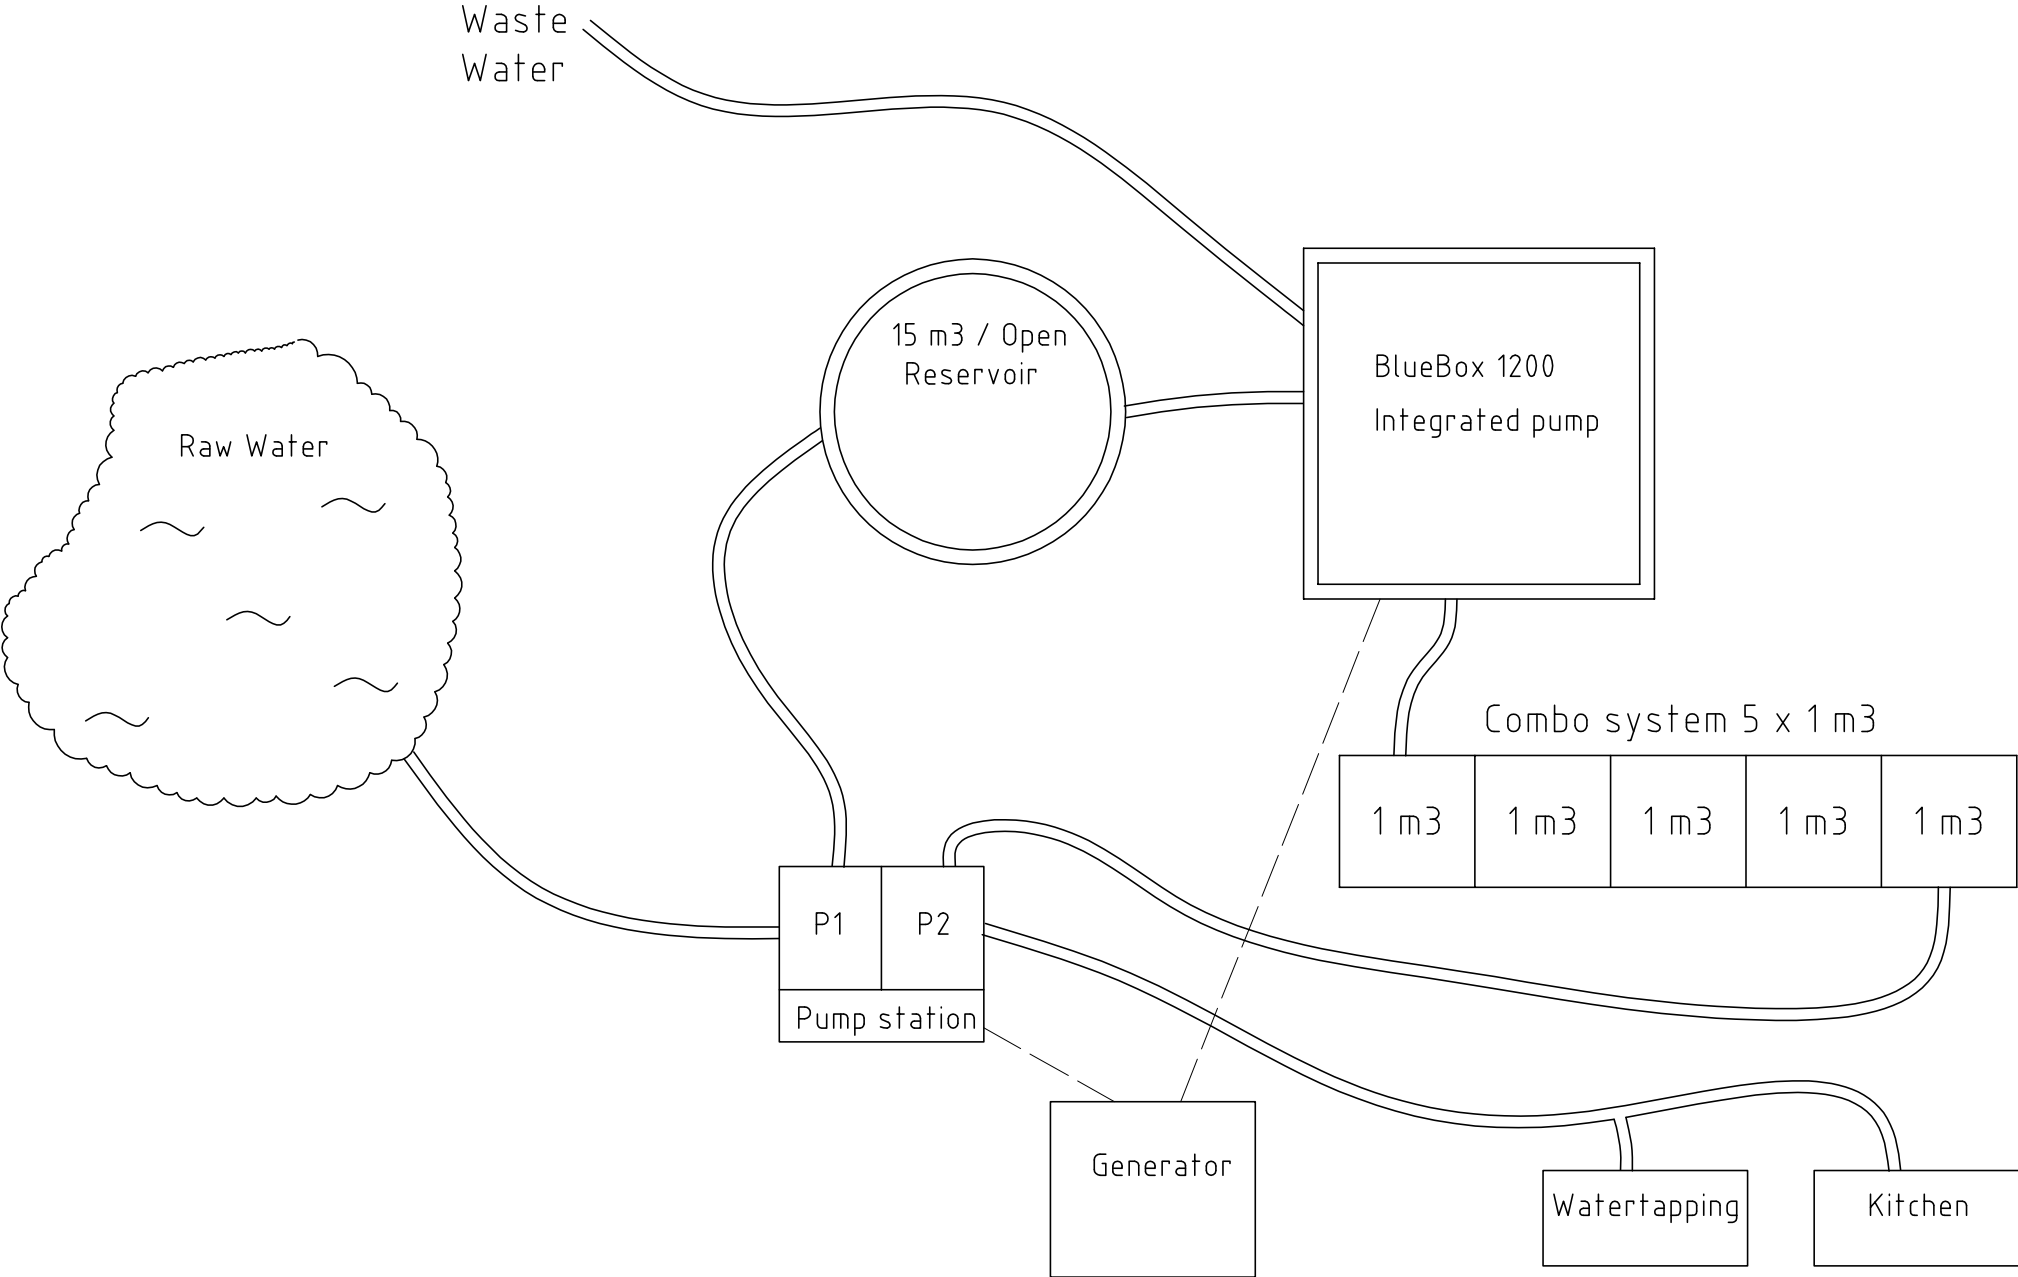 Waste
Water
15 m3 / Open
Reservoir
BlueBox 1200
Integrated pump
Raw Water
Combo system 5 x 1 m3
1 m3
1 m3
1 m3
1 m3
1 m3
P1
P2
Pump station
Generator
Watertapping
Kitchen